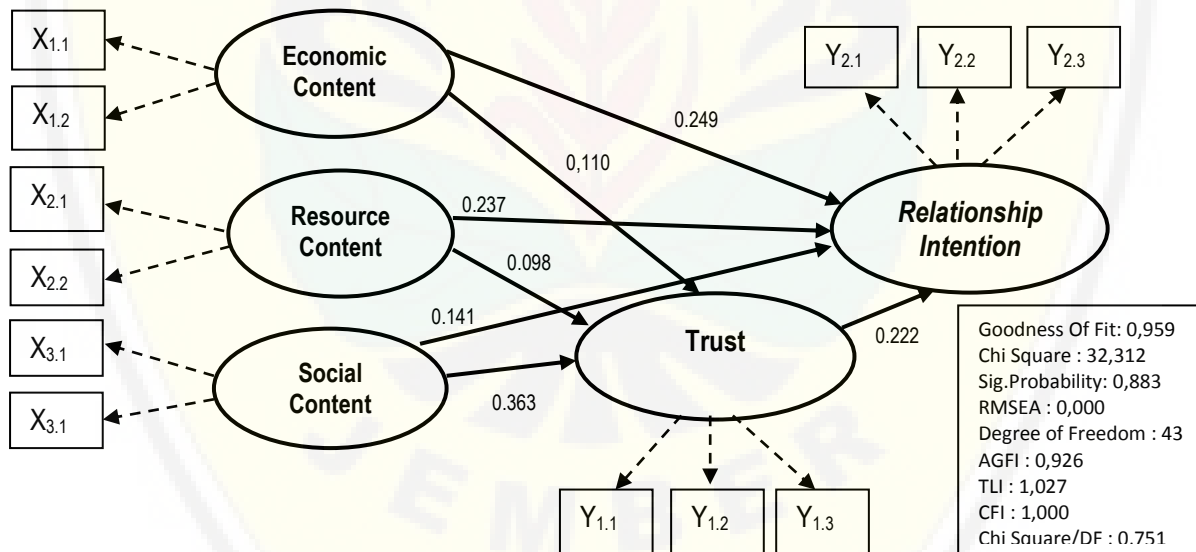 X1.1
X1.2
X2.1
X2.2
X3.1
X3.1
Economic
Content
Resource
Content
Social
Content
0.249
0,110
0.237
0.098
0.141
0.363
0.222
Y2.1
Y2.2
Y2.3
Relationship
Intention
Trust
Y1.1
Y1.2
Y1.3
Goodness Of Fit: 0,959
Chi Square : 32,312
Sig.Probability: 0,883
RMSEA : 0,000
Degree of Freedom : 43
AGFI : 0,926
TLI : 1,027
CFI : 1,000
Chi Square/DF : 0,751
EMBER